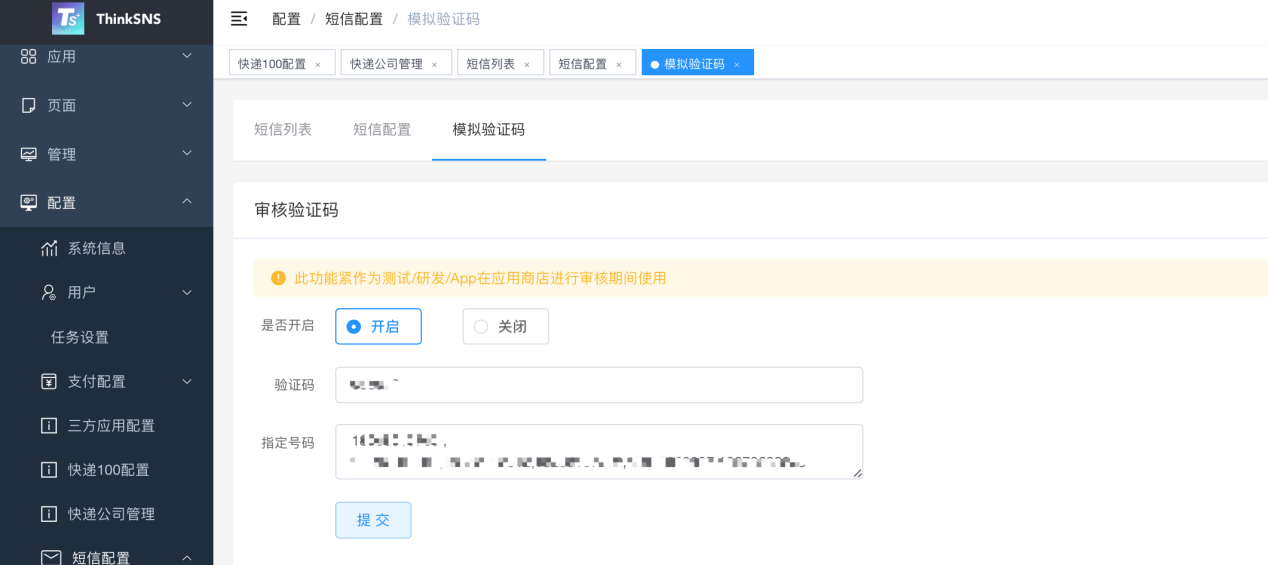 ThinkSNS
配置 / 短信配置 / 模拟验证码
快递100配置 × 快递公司管理 × 短信列表 × 短信配置 × 模拟验证码 ×
应用
页面
管理
配置
系统信息
用户
任务设置
支付配置
三方应用配置
快递100配置
快递公司管理
短信配置
短信列表 短信配置 模拟验证码
审核验证码
此功能紧作为测试/研发/App在应用商店进行审核期间使用
是否开启 开启 关闭
验证码
指定号码
提交